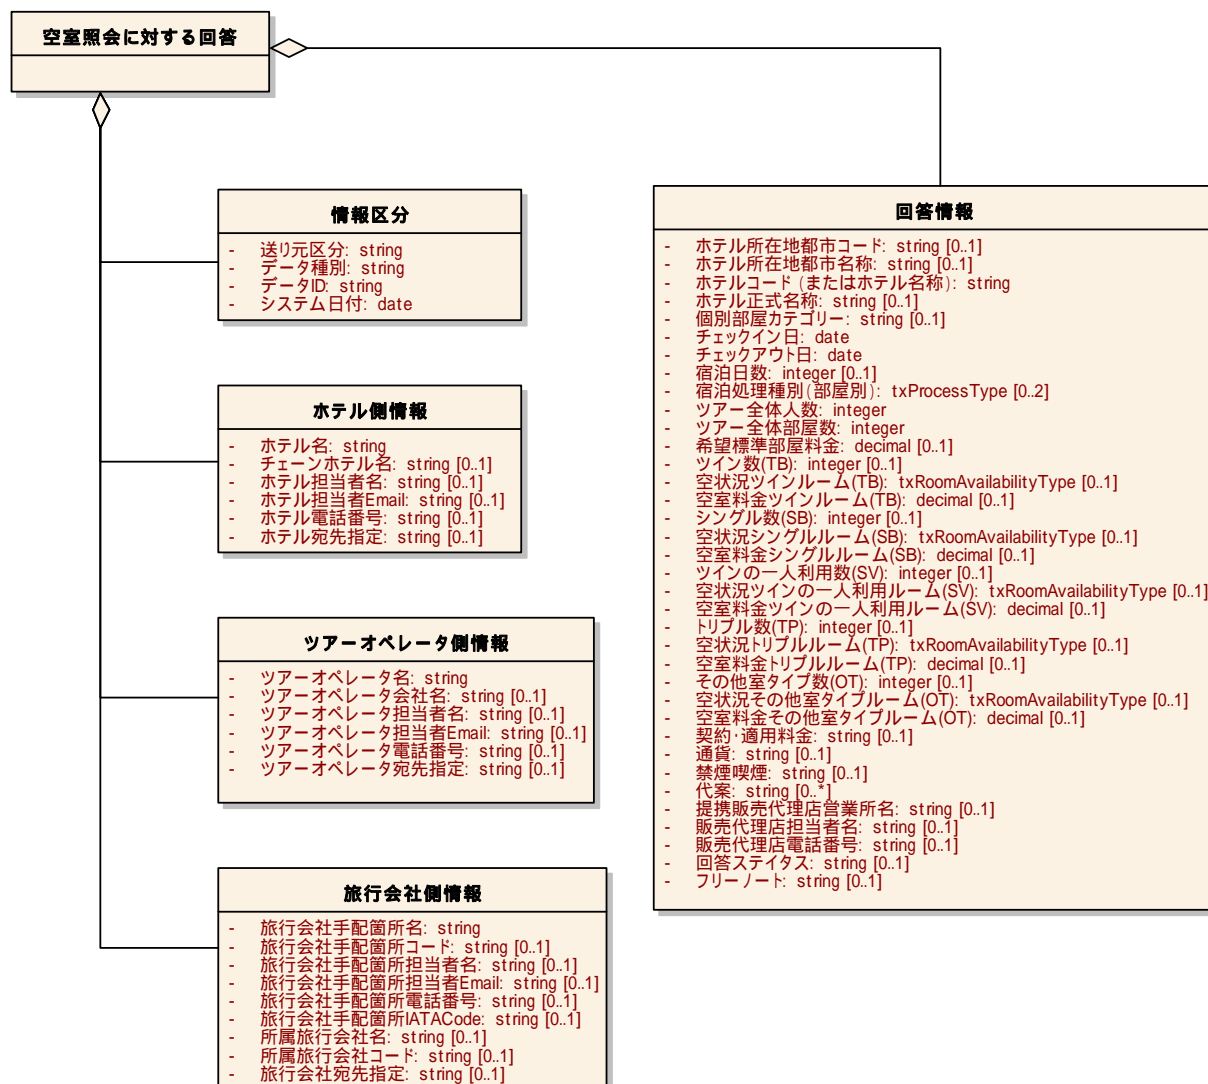 空室照会に対する回答
情報区分
- 送り元区分: string
- データ種別: string
- データID: string
- システム日付: date
ホテル側情報
- ホテル名: string
- チェーンホテル名: string [0..1]
- ホテル担当者名: string [0..1]
- ホテル担当者Email: string [0..1]
- ホテル電話番号: string [0..1]
- ホテル宛先指定: string [0..1]
ツアーオペレータ側情報
- ツアーオペレータ名: string
- ツアーオペレータ会社名: string [0..1]
- ツアーオペレータ担当者名: string [0..1]
- ツアーオペレータ担当者Email: string [0..1]
- ツアーオペレータ電話番号: string [0..1]
- ツアーオペレータ宛先指定: string [0..1]
旅行会社側情報
- 旅行会社手配箇所名: string
- 旅行会社手配箇所コード: string [0..1]
- 旅行会社手配箇所担当者名: string [0..1]
- 旅行会社手配箇所担当者Email: string [0..1]
- 旅行会社手配箇所電話番号: string [0..1]
- 旅行会社手配箇所IATACode: string [0..1]
- 所属旅行会社名: string [0..1]
- 所属旅行会社コード: string [0..1]
- 旅行会社宛先指定: string [0..1]
回答情報
- ホテル所在地都市コード: string [0..1]
- ホテル所在地都市名称: string [0..1]
- ホテルコード (またはホテル名称): string
- ホテル正式名称: string [0..1]
- 個別部屋カテゴリー: string [0..1]
- チェックイン日: date
- チェックアウト日: date
- 宿泊日数: integer [0..1]
- 宿泊処理種別(部屋別): txProcessType [0..2]
- ツアー全体人数: integer
- ツアー全体部屋数: integer
- 希望標準部屋料金: decimal [0..1]
- ツイン数(TB): integer [0..1]
- 空状況ツインルーム(TB): txRoomAvailabilityType [0..1]
- 空室料金ツインルーム(TB): decimal [0..1]
- シングル数(SB): integer [0..1]
- 空状況シングルルーム(SB): txRoomAvailabilityType [0..1]
- 空室料金シングルルーム(SB): decimal [0..1]
- ツインの一人利用数(SV): integer [0..1]
- 空状況ツインの一人利用ルーム(SV): txRoomAvailabilityType [0..1]
- 空室料金ツインの一人利用ルーム(SV): decimal [0..1]
- トリプル数(TP): integer [0..1]
- 空状況トリプルルーム(TP): txRoomAvailabilityType [0..1]
- 空室料金トリプルルーム(TP): decimal [0..1]
- その他室タイプ数(OT): integer [0..1]
- 空状況その他室タイプルーム(OT): txRoomAvailabilityType [0..1]
- 空室料金その他室タイプルーム(OT): decimal [0..1]
- 契約・適用料金: string [0..1]
- 通貨: string [0..1]
- 禁煙喫煙: string [0..1]
- 代案: string [0..*]
- 提携販売代理店営業所名: string [0..1]
- 販売代理店担当者名: string [0..1]
- 販売代理店電話番号: string [0..1]
- 回答ステイタス: string [0..1]
- フリーノート: string [0..1]